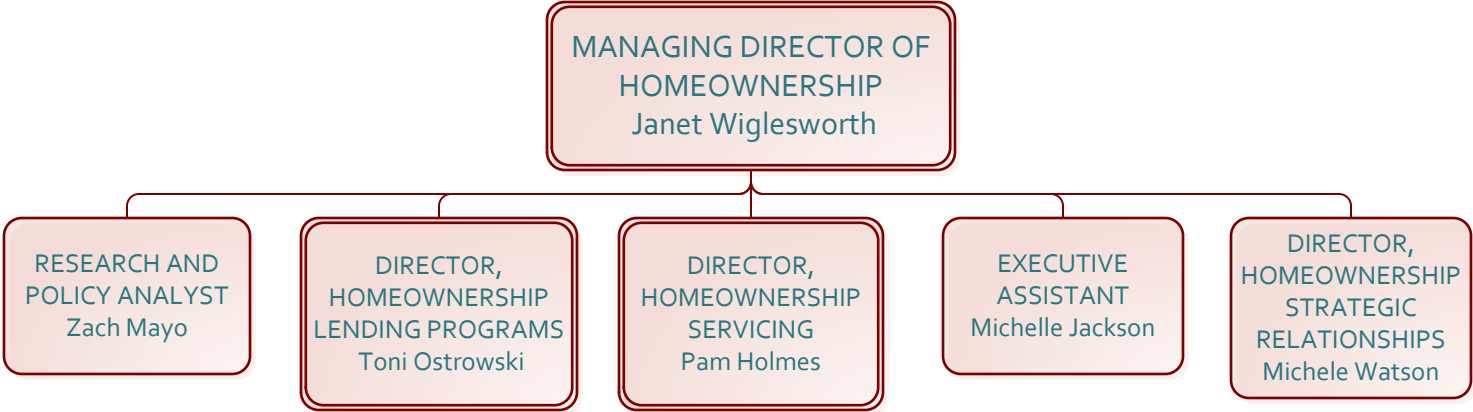 MANAGING DIRECTOR OF
HOMEOWNERSHIP
Janet Wiglesworth
RESEARCH AND
POLICY ANALYST
Zach Mayo
DIRECTOR,
HOMEOWNERSHIP
LENDING PROGRAMS
Toni Ostrowski
DIRECTOR,
HOMEOWNERSHIP
SERVICING
Pam Holmes
EXECUTIVE
ASSISTANT
Michelle Jackson
DIRECTOR,
HOMEOWNERSHIP
STRATEGIC
RELATIONSHIPS
Michele Watson